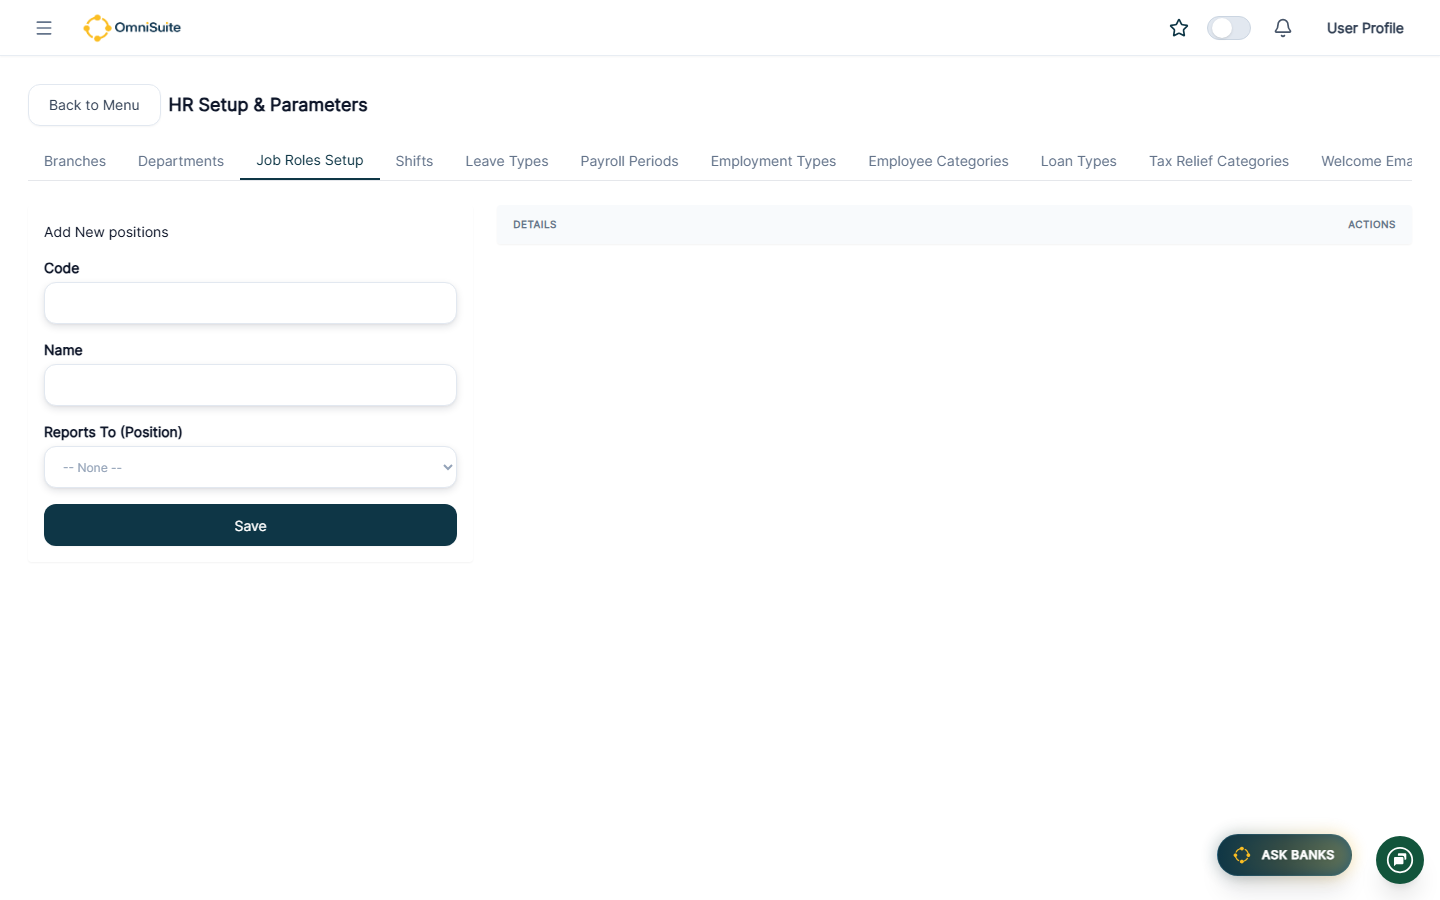 OmniSuite
User Profile
Back to Menu
HR Setup & Parameters
Branches
Departments
Job Roles Setup
Shifts
Leave Types
Payroll Periods
Employment Types
Employee Categories
Loan Types
Tax Relief Categories
Welcome Ema
Add New positions
Code
Name
Reports To (Position)
-- None --
Save
DETAILS
ACTIONS
ASK BANKS